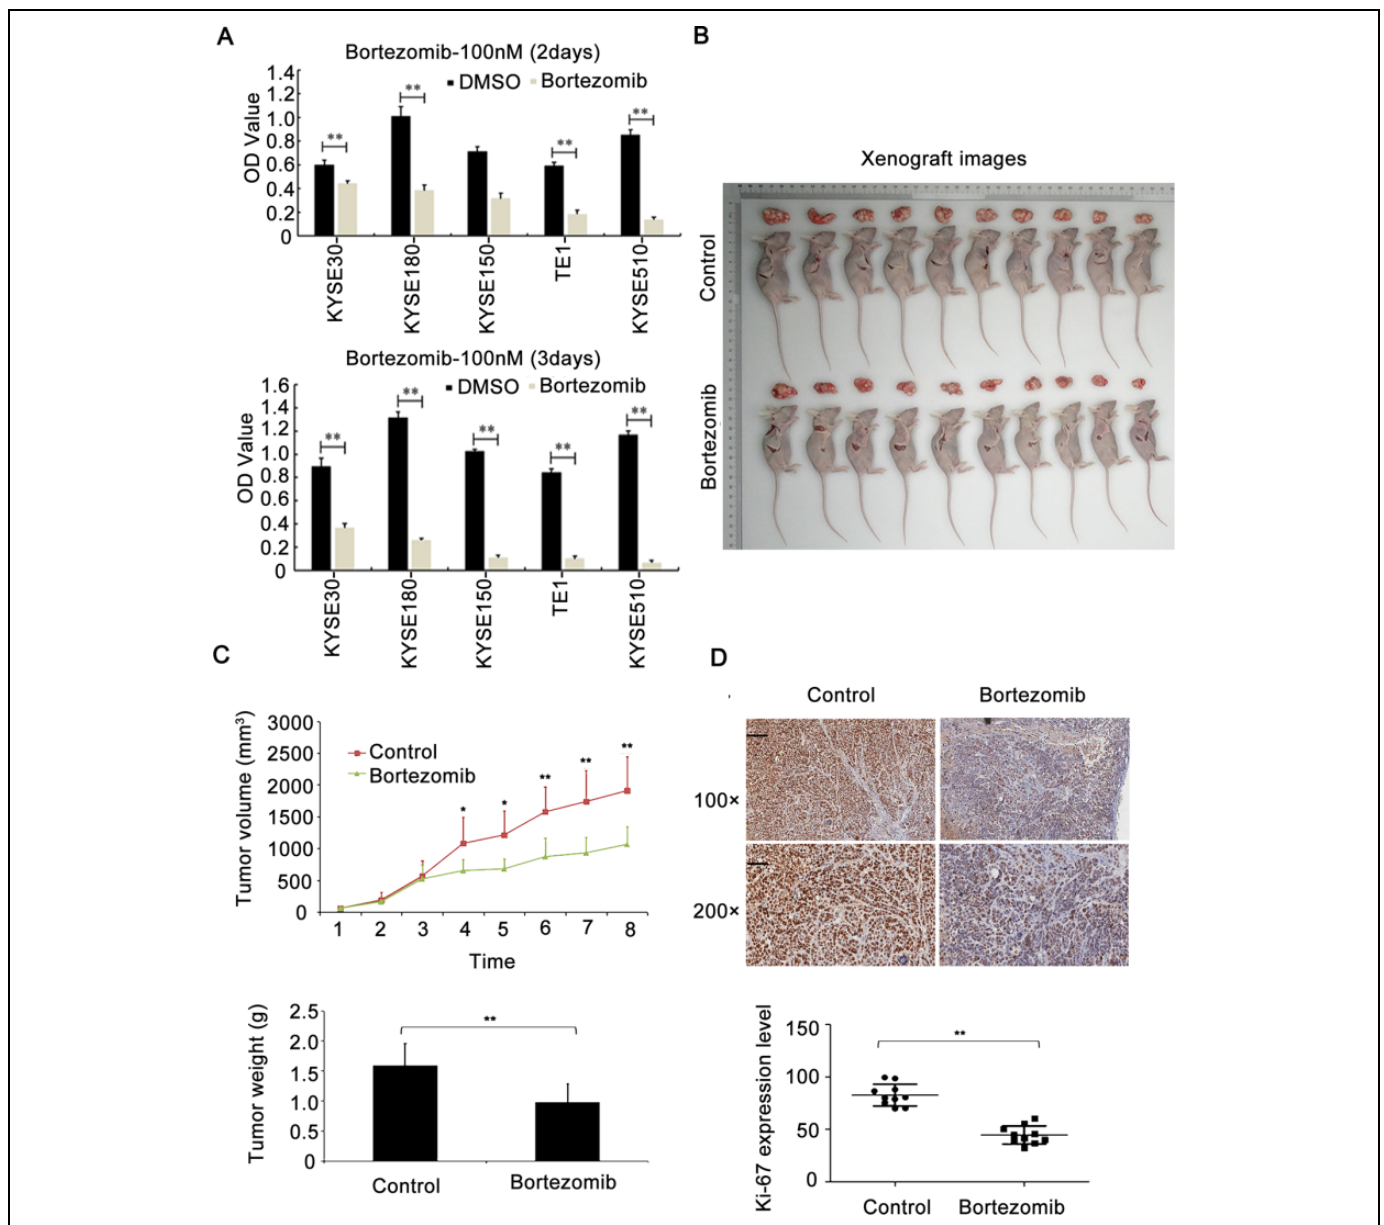 A
Bortezomib-100nM (2days)
DMSO Bortezomib
OD Value
1.4
1.2
1.0
0.8
0.6
0.4
0.2
0
** ** ** **
KYSE30 KYSE180 KYSE150 TE1 KYSE510
Bortezomib-100nM (3days)
DMSO Bortezomib
OD Value
1.6
1.4
1.2
1.0
0.8
0.6
0.4
0.2
0
** ** ** ** **
KYSE30 KYSE180 KYSE150 TE1 KYSE510
B
Xenograft images
Control
Bortezomib
C
Tumor volume (mm³)
3000
2500
2000
1500
1000
500
0
Control
Bortezomib
* * ** ** **
1 2 3 4 5 6 7 8
Time
Tumor weight (g)
2.5
2.0
1.5
1.0
0.5
0
**
Control Bortezomib
D
Control Bortezomib
100×
200×
Ki-67 expression level
150
100
50
0
**
Control Bortezomib